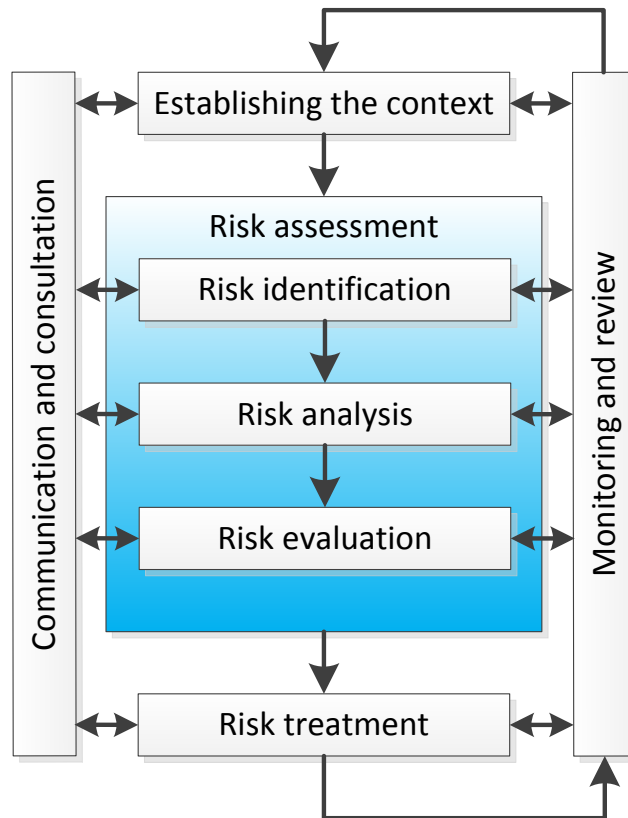 Establishing the context
Communication and consultation
Risk assessment
Risk identification
Risk analysis
Risk evaluation
Monitoring and review
Risk treatment